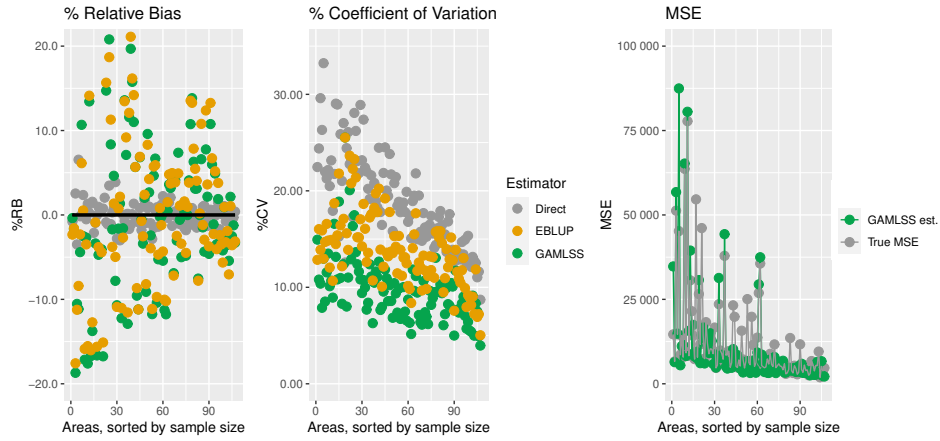 % Relative Bias
% Coefficient of Variation
MSE
%RB
20.0
10.0
0.0
−10.0
−20.0
0
30
60
90
Areas, sorted by sample size
%CV
30.00
20.00
10.00
0.00
0
30
60
90
Areas, sorted by sample size
Estimator
Direct
EBLUP
GAMLSS
MSE
100 000
75 000
50 000
25 000
0
0
30
60
90
Areas, sorted by sample size
GAMLSS est.
True MSE